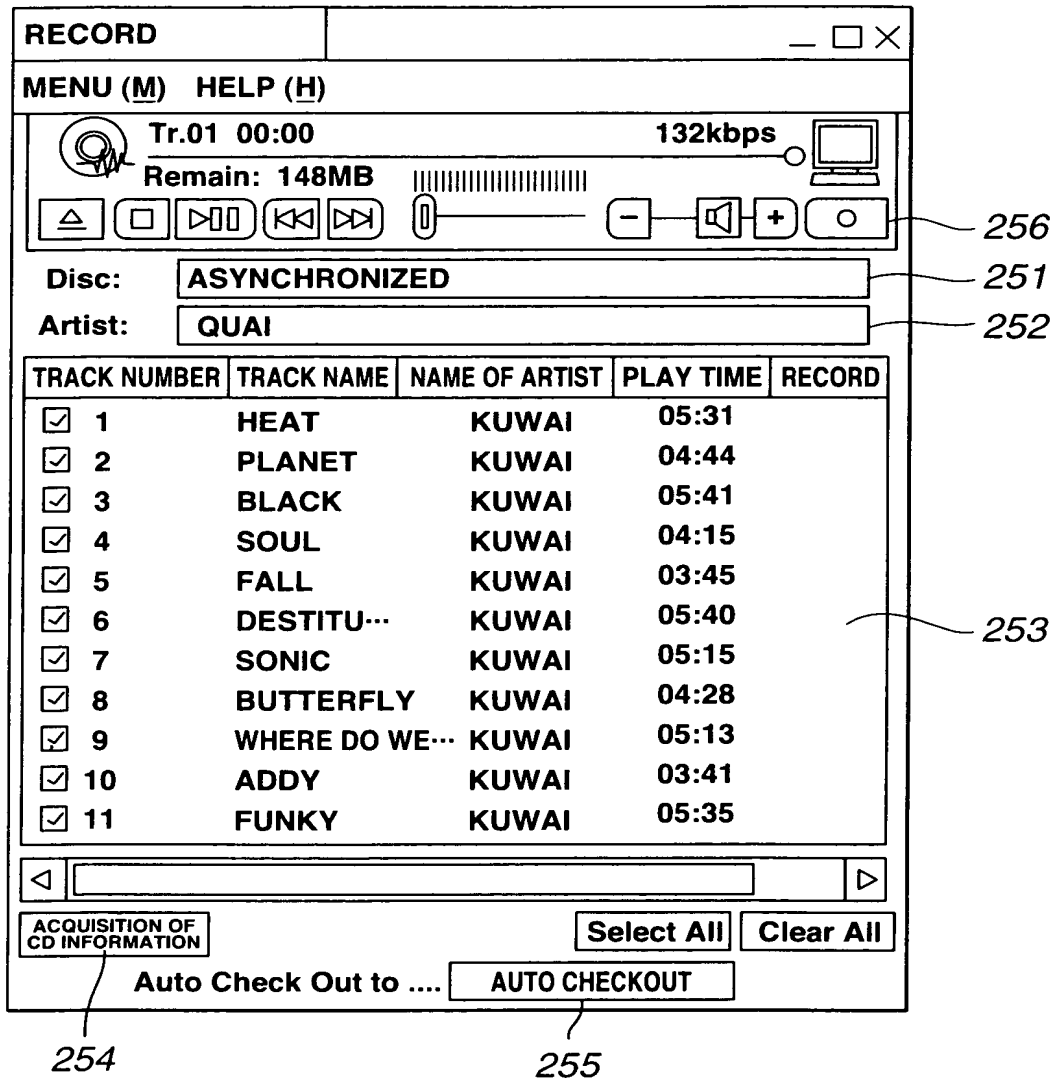 RECORD
MENU (M) HELP (H)
Tr.01 00:00 132kbps
Remain: 148MB
- + 256
Disc: ASYNCHRONIZED 251
Artist: QUAI 252
TRACK NUMBER TRACK NAME NAME OF ARTIST PLAY TIME RECORD
1 HEAT KUWAI 05:31
2 PLANET KUWAI 04:44
3 BLACK KUWAI 05:41
4 SOUL KUWAI 04:15
5 FALL KUWAI 03:45
6 DESTITU… KUWAI 05:40
253
7 SONIC KUWAI 05:15
8 BUTTERFLY KUWAI 04:28
9 WHERE DO WE… KUWAI 05:13
10 ADDY KUWAI 03:41
11 FUNKY KUWAI 05:35
ACQUISITION OF
CD INFORMATION
Select All Clear All
Auto Check Out to .... AUTO CHECKOUT
254 255